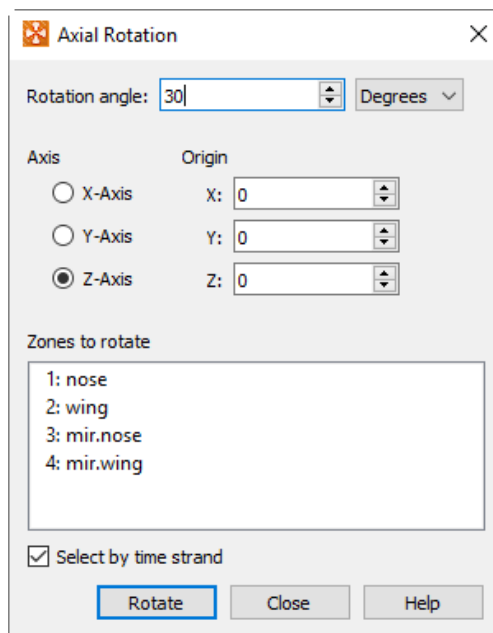 Axial Rotation
Rotation angle: 30 Degrees
Axis Origin
X-Axis X: 0
Y-Axis Y: 0
Z-Axis Z: 0
Zones to rotate
1: nose
2: wing
3: mir.nose
4: mir.wing
Select by time strand
Rotate Close Help